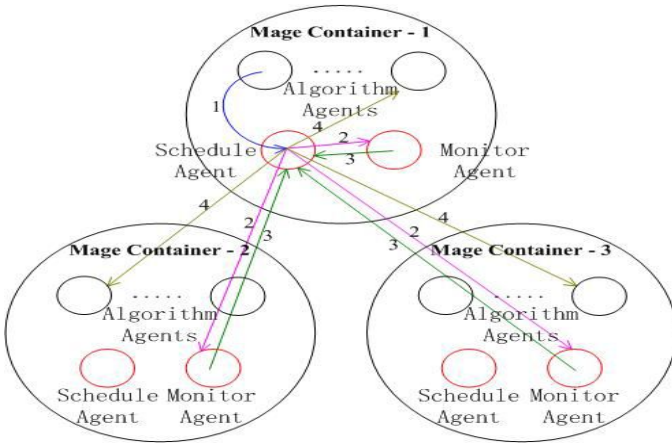 Mage Container - 1
.....
Algorithm
Agents
1
4
2
3
Schedule
Agent
Monitor
Agent
4
2
3
2
3
4
Mage Container - 2
.....
Algorithm
Agents
Schedule
Agent
Monitor
Agent
Mage Container - 3
.....
Algorithm
Agents
Schedule
Agent
Monitor
Agent